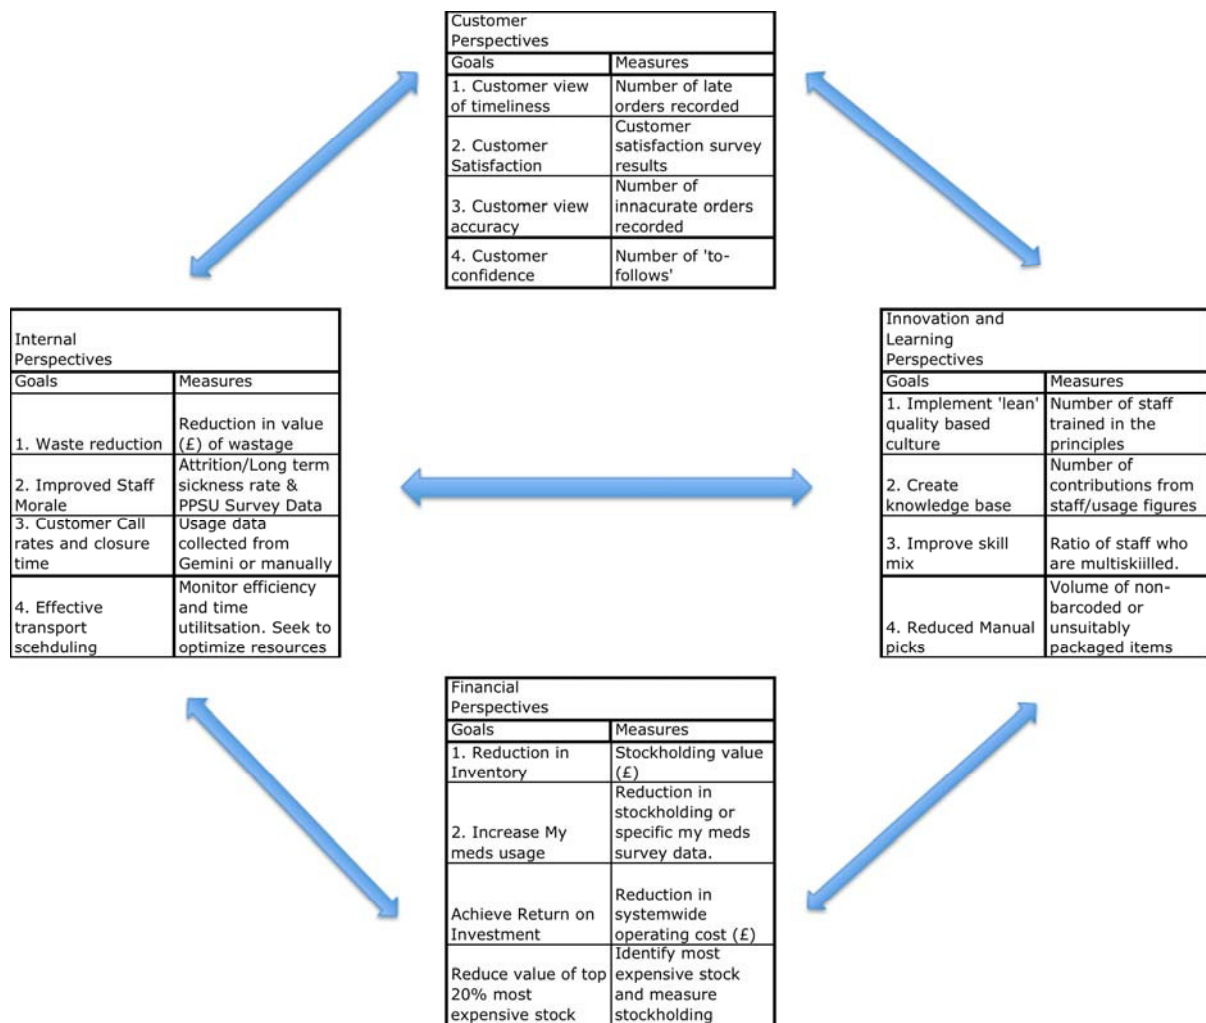 Customer
Perspectives
Goals Measures
1. Customer view
of timeliness
Number of late
orders recorded
2. Customer
Satisfaction
Customer
satisfaction survey
results
3. Customer view
accuracy
Number of
innacurate orders
recorded
4. Customer
confidence
Number of 'to-
follows'
Internal
Perspectives
Goals Measures
1. Waste reduction
Reduction in value
(£) of wastage
2. Improved Staff
Morale
Attrition/Long term
sickness rate &
PPSU Survey Data
3. Customer Call
rates and closure
time
Usage data
collected from
Gemini or manually
4. Effective
transport
scehduling
Monitor efficiency
and time
utilitsation. Seek to
optimize resources
Innovation and
Learning
Perspectives
Goals Measures
1. Implement 'lean'
quality based
culture
Number of staff
trained in the
principles
2. Create
knowledge base
Number of
contributions from
staff/usage figures
3. Improve skill
mix
Ratio of staff who
are multiskiilled.
4. Reduced Manual
picks
Volume of non-
barcoded or
unsuitably
packaged items
Financial
Perspectives
Goals Measures
1. Reduction in
Inventory
Stockholding value
(£)
2. Increase My
meds usage
Reduction in
stockholding or
specific my meds
survey data.
Achieve Return on
Investment
Reduction in
systemwide
operating cost (£)
Reduce value of top
20% most
expensive stock
Identify most
expensive stock
and measure
stockholding